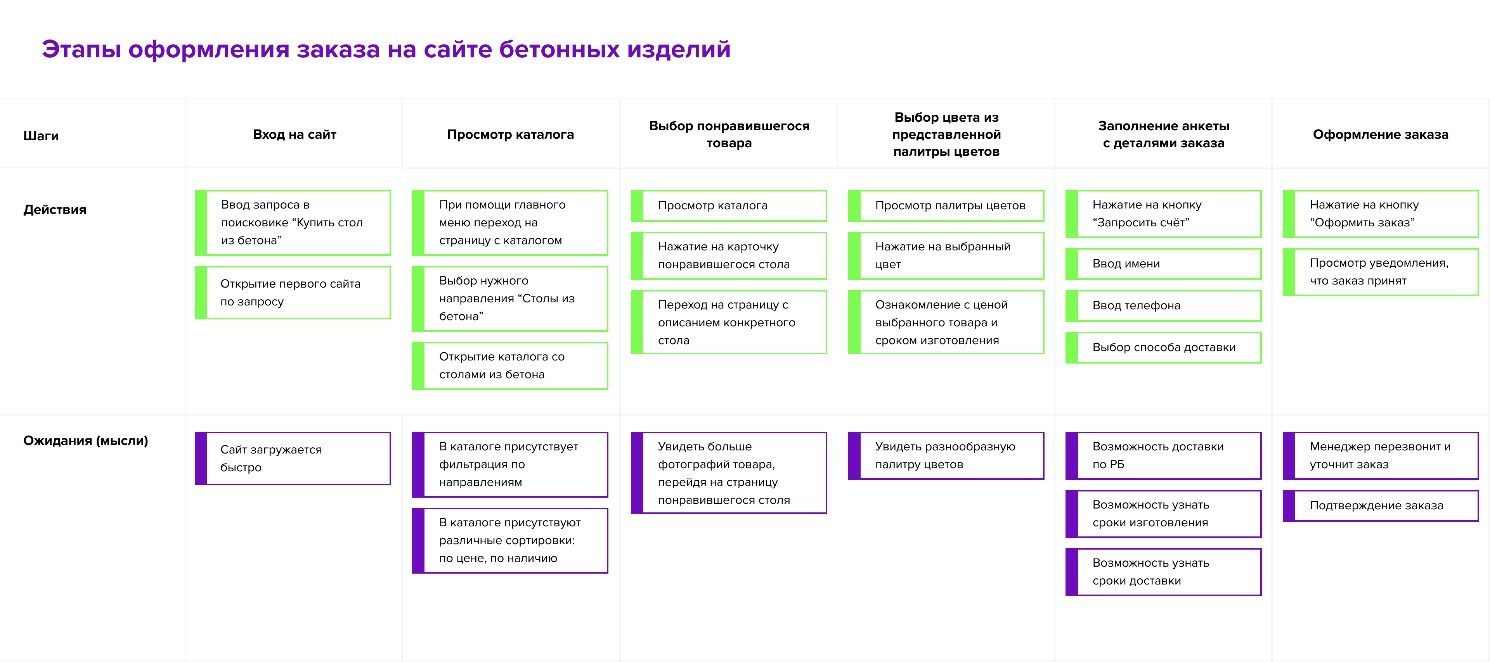 Этапы оформления заказа на сайте бетонных изделий
Шаги
Вход на сайт
Просмотр каталога
Выбор понравившегося
товара
Выбор цвета из
представленной
палитры цветов
Заполнение анкеты
с деталями заказа
Оформление заказа
Действия
Ввод запроса в
поисковике “Купить стол
из бетона”
Открытие первого сайта
по запросу
При помощи главного
меню переход на
страницу с каталогом
Выбор нужного
направления “Столы из
бетона”
Открытие каталога со
столами из бетона
Просмотр каталога
Нажатие на карточку
понравившегося стола
Переход на страницу с
описанием конкретного
стола
Просмотр палитры цветов
Нажатие на выбранный
цвет
Ознакомление с ценой
выбранного товара и
сроком изготовления
Нажатие на кнопку
“Запросить счёт”
Ввод имени
Ввод телефона
Выбор способа доставки
Нажатие на кнопку
“Оформить заказ”
Просмотр уведомления,
что заказ принят
Ожидания (мысли)
Сайт загружается
быстро
В каталоге присутствует
фильтрация по
направлениям
В каталоге присутствуют
различные сортировки:
по цене, по наличию
Увидеть больше
фотографий товара,
перейдя на страницу
понравившегося столя
Увидеть разнообразную
палитру цветов
Возможность доставки
по РБ
Возможность узнать
сроки изготовления
Возможность узнать
сроки доставки
Менеджер перезвонит и
уточнит заказ
Подтверждение заказа